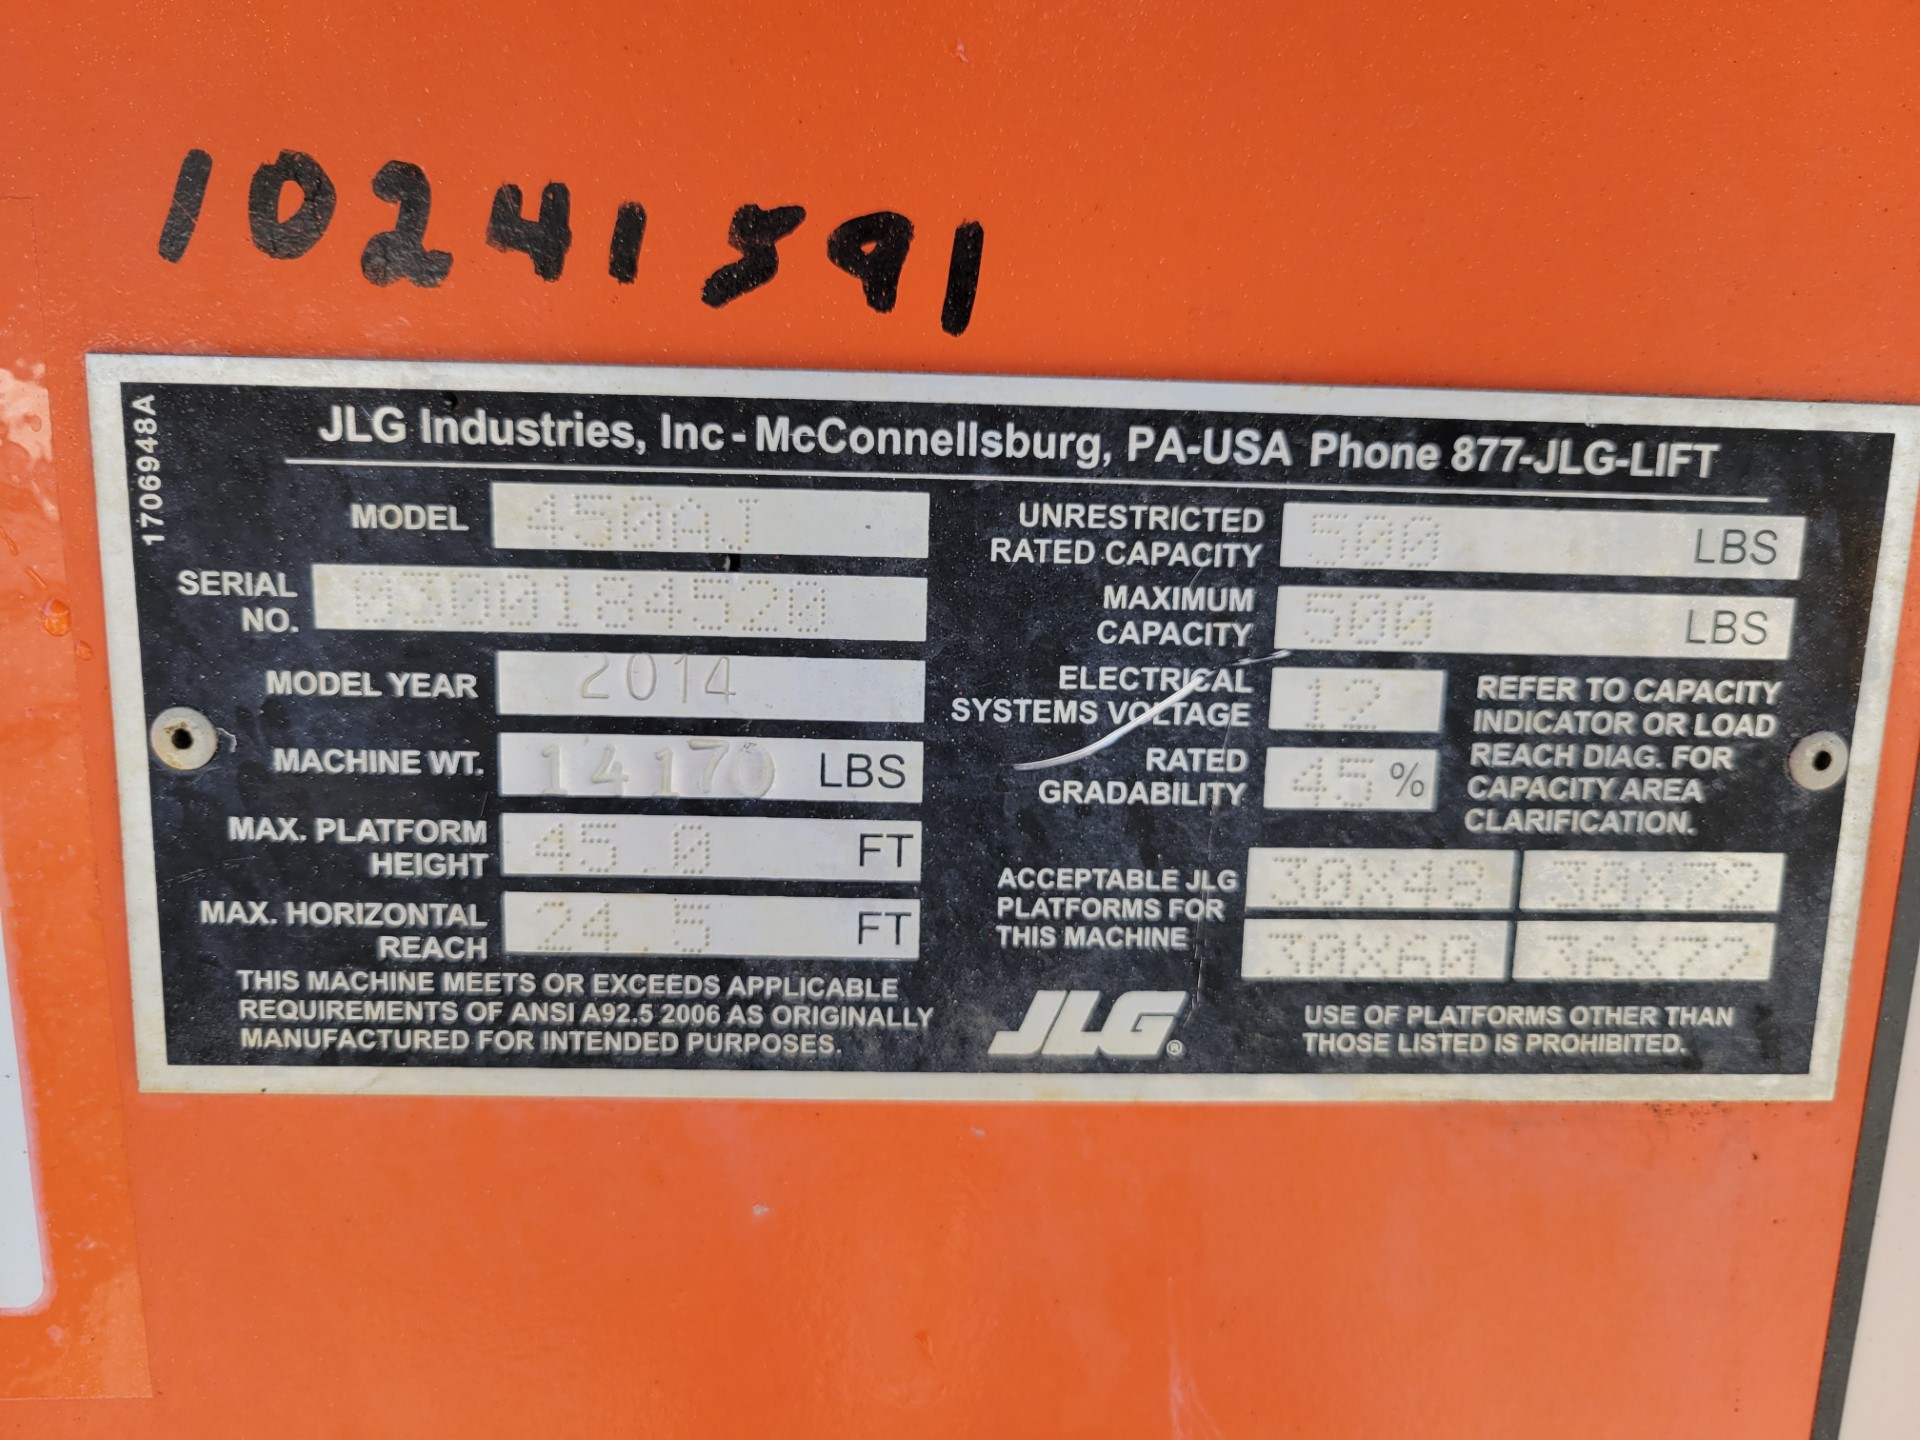 10241591
1706948A
JLG Industries, Inc - McConnellsburg, PA-USA Phone 877-JLG-LIFT
MODEL 450AJ
SERIAL NO. 0300184520
MODEL YEAR 2014
MACHINE WT. 14170 LBS
MAX. PLATFORM HEIGHT 45.0 FT
MAX. HORIZONTAL REACH 24.5 FT
THIS MACHINE MEETS OR EXCEEDS APPLICABLE
REQUIREMENTS OF ANSI A92.5 2006 AS ORIGINALLY
MANUFACTURED FOR INTENDED PURPOSES.
UNRESTRICTED RATED CAPACITY 500 LBS
MAXIMUM CAPACITY 500 LBS
ELECTRICAL SYSTEMS VOLTAGE 12
RATED GRADABILITY 45 %
REFER TO CAPACITY
INDICATOR OR LOAD
REACH DIAG. FOR
CAPACITY AREA
CLARIFICATION.
ACCEPTABLE JLG
PLATFORMS FOR
THIS MACHINE
30X48 30X72
30X60 36X72
JLG®
USE OF PLATFORMS OTHER THAN
THOSE LISTED IS PROHIBITED.